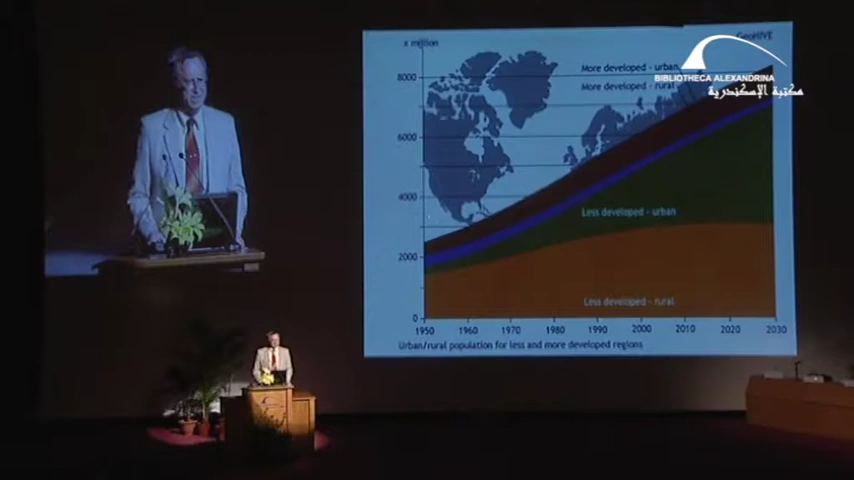 x million
GeoHIVE
BIBLIOTHECA ALEXANDRINA
مكتبة الإسكندرية
8000
More developed - urban
More developed - rural
6000
4000
Less developed - urban
2000
Less developed - rural
0
1950 1960 1970 1980 1990 2000 2010 2020 2030
Urban/rural population for less and more developed regions